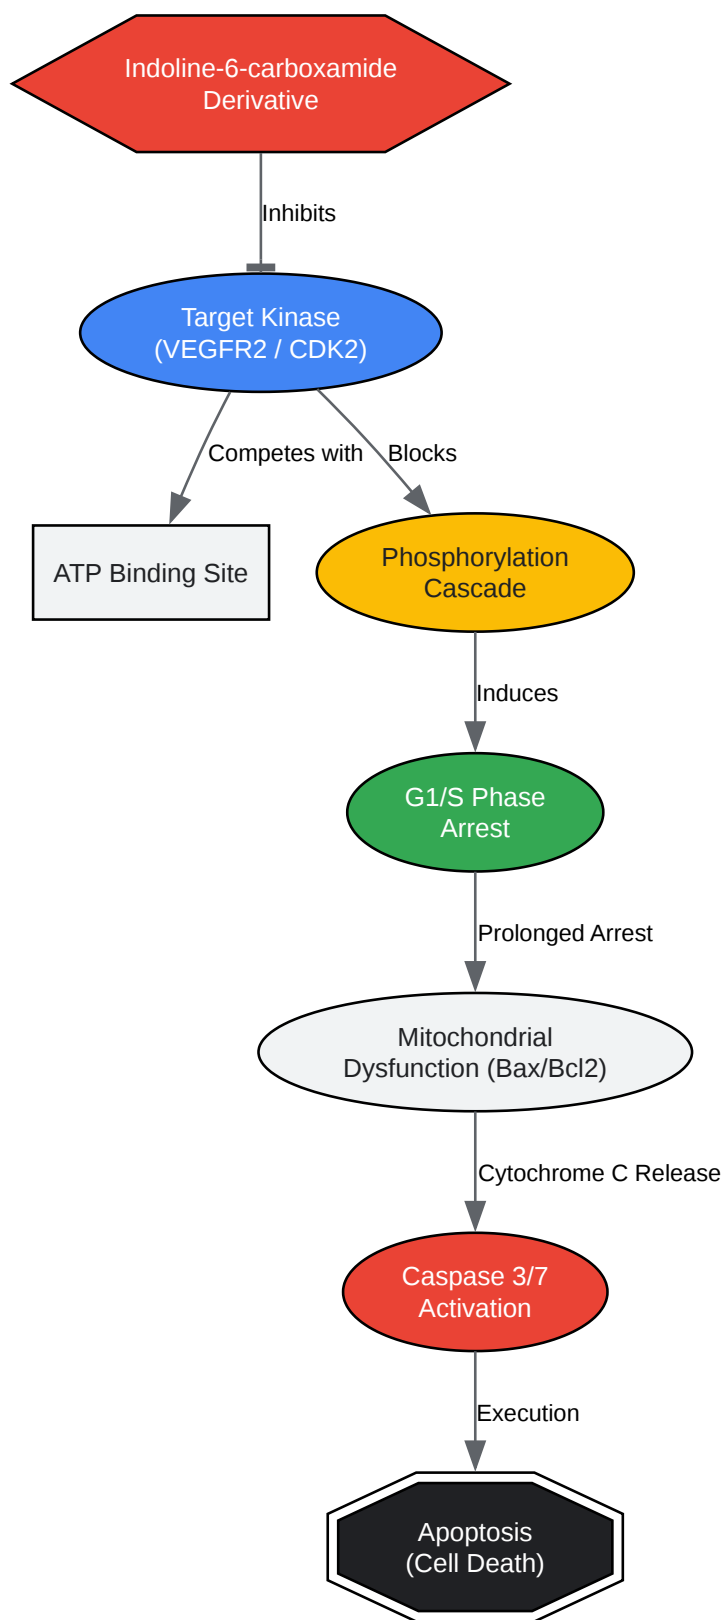 Indoline-6-carboxamide
Derivative
Inhibits
Target Kinase
(VEGFR2 / CDK2)
Competes with
Blocks
ATP Binding Site
Phosphorylation
Cascade
Induces
G1/S Phase
Arrest
Prolonged Arrest
Mitochondrial
Dysfunction (Bax/Bcl2)
Cytochrome C Release
Caspase 3/7
Activation
Execution
Apoptosis
(Cell Death)